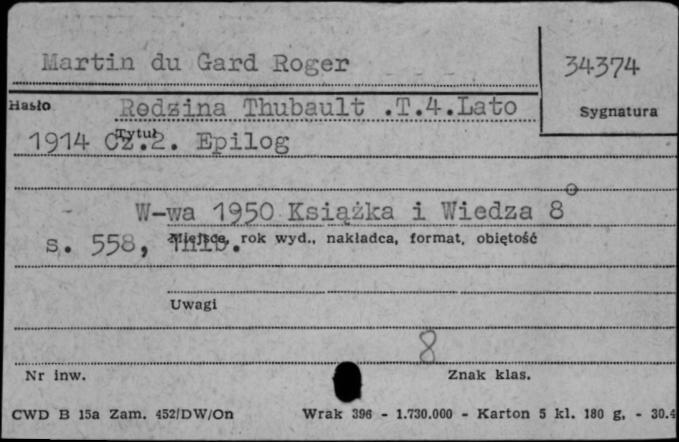 Martin du Gard Roger
34374
Hasło
Rodzina Thubault .T.4.Lato
Sygnatura
Tytuł
1914 Cz.2. Epilog
W-wa 1950 Książka i Wiedza 8°
Miejsce, rok wyd., nakładca, format, objętość
s. 558,
Uwagi
8
Nr inw.
Znak klas.
CWD B 15a Zam. 452/DW/On
Wrak 396 - 1.730.000 - Karton 5 kl. 180 g. - 30.4